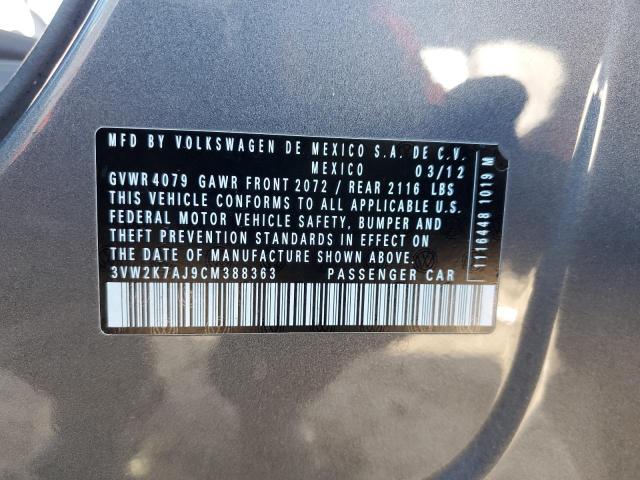 MFD BY VOLKSWAGEN DE MEXICO S.A. DE C.V.
MEXICO 03/12
GVWR 4079 GAWR FRONT 2072 / REAR 2116 LBS
THIS VEHICLE CONFORMS TO ALL APPLICABLE U.S.
FEDERAL MOTOR VEHICLE SAFETY, BUMPER AND
THEFT PREVENTION STANDARDS IN EFFECT ON
THE DATE OF MANUFACTURE SHOWN ABOVE.
3VW2K7AJ9CM388363 PASSENGER CAR
1116448 1019 M